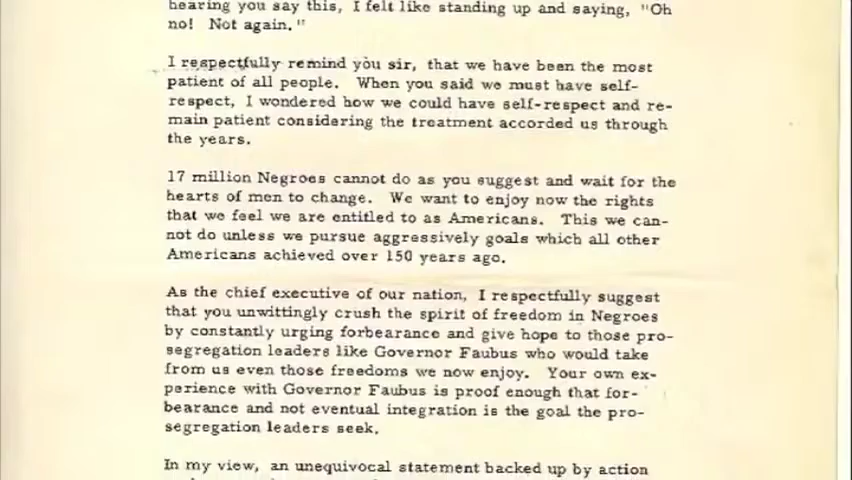 hearing you say this, I felt like standing up and saying, "Oh
no! Not again."
I respectfully remind you sir, that we have been the most
patient of all people. When you said we must have self-
respect, I wondered how we could have self-respect and re-
main patient considering the treatment accorded us through
the years.
17 million Negroes cannot do as you suggest and wait for the
hearts of men to change. We want to enjoy now the rights
that we feel we are entitled to as Americans. This we can-
not do unless we pursue aggressively goals which all other
Americans achieved over 150 years ago.
As the chief executive of our nation, I respectfully suggest
that you unwittingly crush the spirit of freedom in Negroes
by constantly urging forbearance and give hope to those pro-
segregation leaders like Governor Faubus who would take
from us even those freedoms we now enjoy. Your own ex-
perience with Governor Faubus is proof enough that for-
bearance and not eventual integration is the goal the pro-
segregation leaders seek.
In my view, an unequivocal statement backed up by action